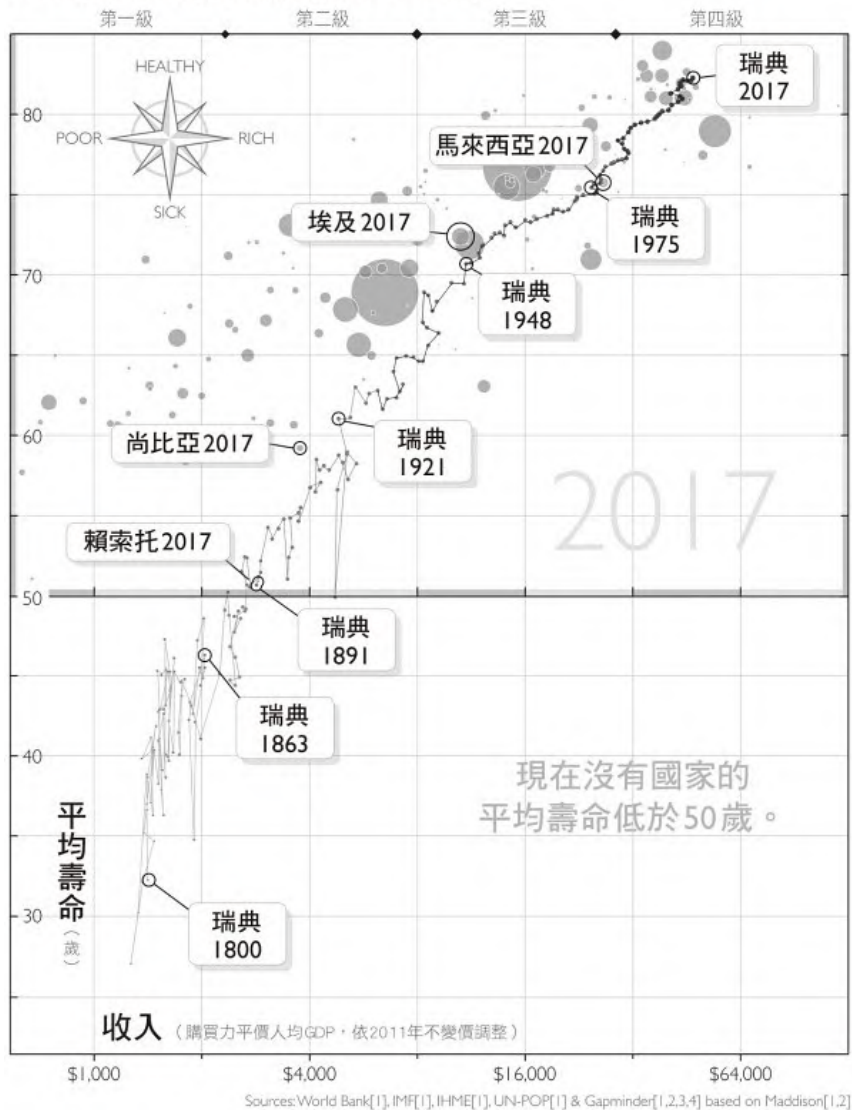 第一級 第二級 第三級 第四級
HEALTHY
POOR RICH
SICK
瑞典
2017
馬來西亞2017
瑞典
1975
埃及2017
瑞典
1948
尚比亞2017
瑞典
1921
2017
賴索托2017
瑞典
1891
瑞典
1863
現在沒有國家的
平均壽命低於50歲。
瑞典
1800
80
70
60
50
40
30
平均壽命（歲）
收入（購買力平價人均GDP，依2011年不變價調整）
$1,000 $4,000 $16,000 $64,000
Sources: World Bank[1], IMF[1], IHME[1], UN-POP[1] & Gapminder[1,2,3,4] based on Maddison[1,2]